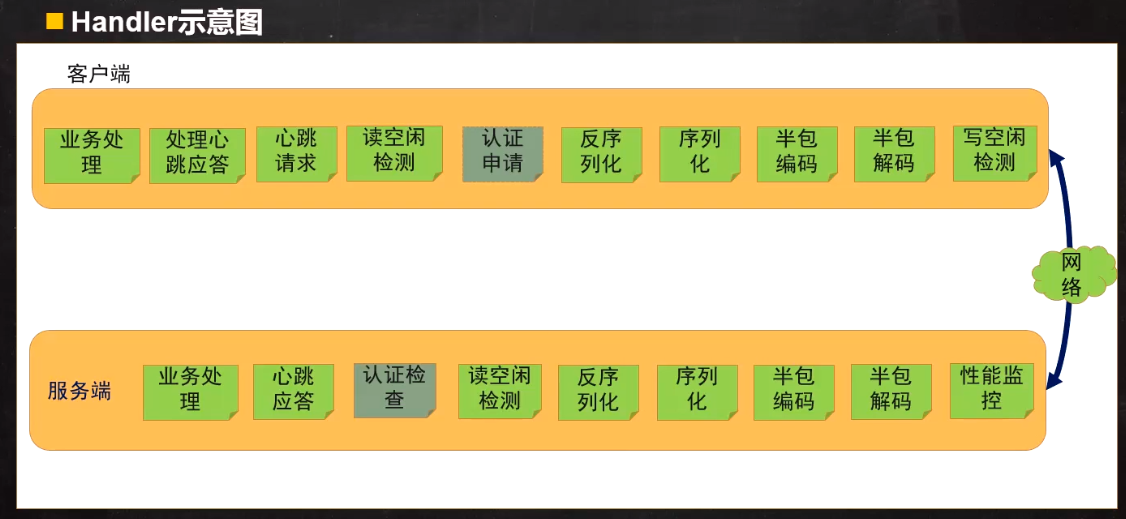 Handler示意图
客户端
业务处
理
处理心
跳应答
心跳
请求
读空闲
检测
认证
申请
反序
列化
序列
化
半包
编码
半包
解码
写空闲
检测
网
络
服务端
业务处
理
心跳
应答
认证检
查
读空闲
检测
反序
列化
序列
化
半包
编码
半包
解码
性能监
控